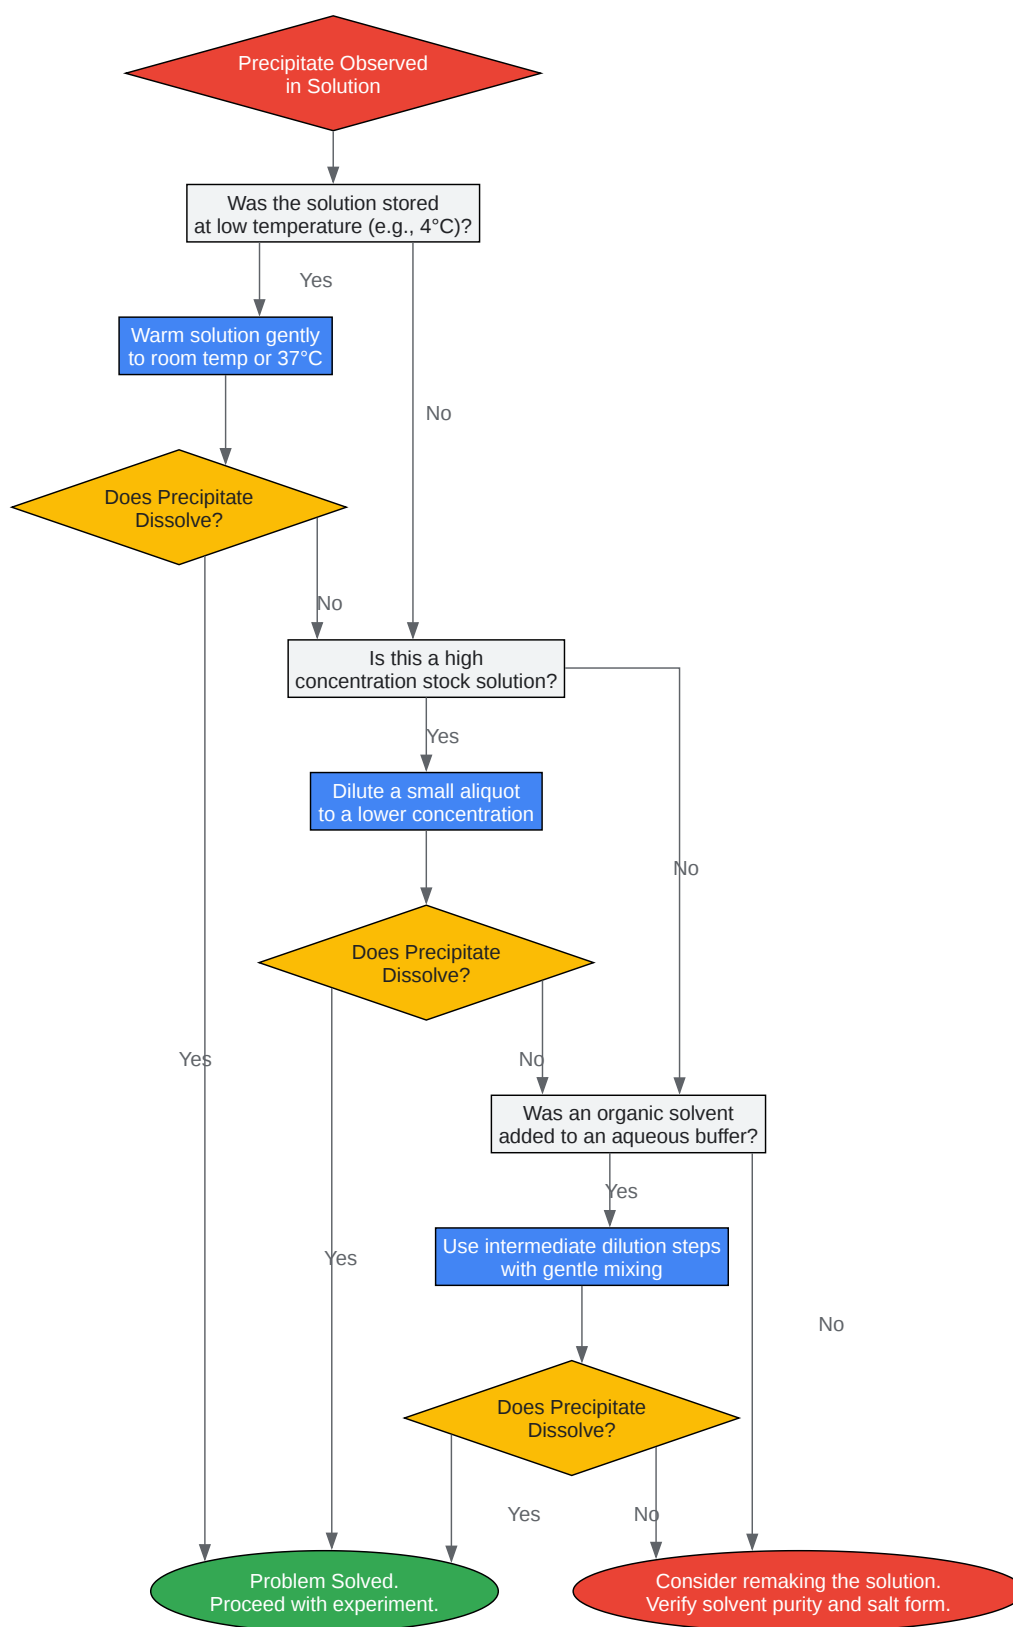 Precipitate Observed
in Solution
Was the solution stored
at low temperature (e.g., 4°C)?
Yes
Warm solution gently
to room temp or 37°C
No
Does Precipitate
Dissolve?
No
Is this a high
concentration stock solution?
Yes
Dilute a small aliquot
to a lower concentration
No
Does Precipitate
Dissolve?
Yes
No
Was an organic solvent
added to an aqueous buffer?
Yes
Use intermediate dilution steps
with gentle mixing
Yes
No
Does Precipitate
Dissolve?
Yes
No
Problem Solved.
Proceed with experiment.
Consider remaking the solution.
Verify solvent purity and salt form.